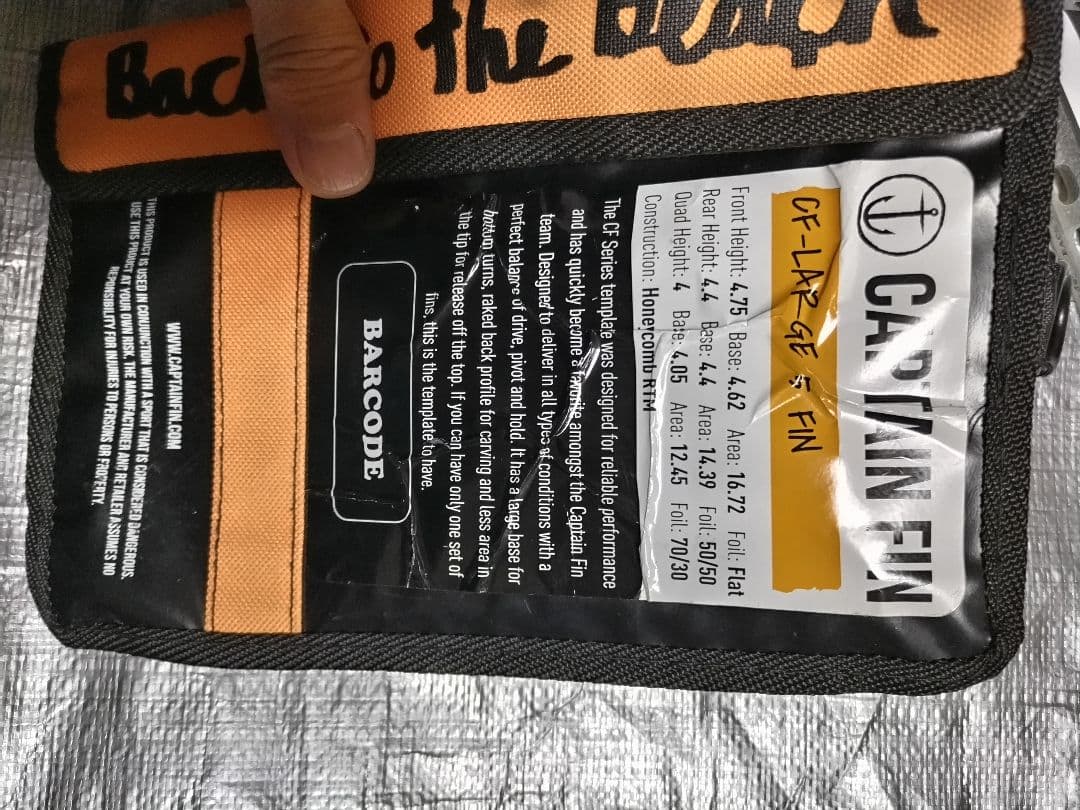 Back to the Beach
CAPTAIN FIN
CF-LARGE 5 FIN
Front Height: 4.75 Base: 4.62 Area: 16.72 Foil: Flat
Rear Height: 4.4 Base: 4.4 Area: 14.39 Foil: 50/50
Quad Height: 4 Base: 4.05 Area: 12.45 Foil: 70/30
Construction: Honeycomb RTM
The CF Series template was designed for reliable performance
and has quickly become a favorite amongst the Captain Fin
team. Designed to deliver in all types of conditions with a
perfect balance of drive, pivot and hold. It has a large base for
bottom turns, raked back profile for carving and less area in
the tip for release off the top. If you can have only one set of
fins, this is the template to have.
BARCODE
WWW.CAPTAINFIN.COM
THIS PRODUCT IS USED IN CONJUNCTION WITH A SPORT THAT IS CONSIDERED DANGEROUS.
USE THIS PRODUCT AT YOUR OWN RISK. THE MANUFACTURER AND RETAILER ASSUMES NO
RESPONSIBILITY FOR INJURIES TO PERSONS OR PROPERTY.